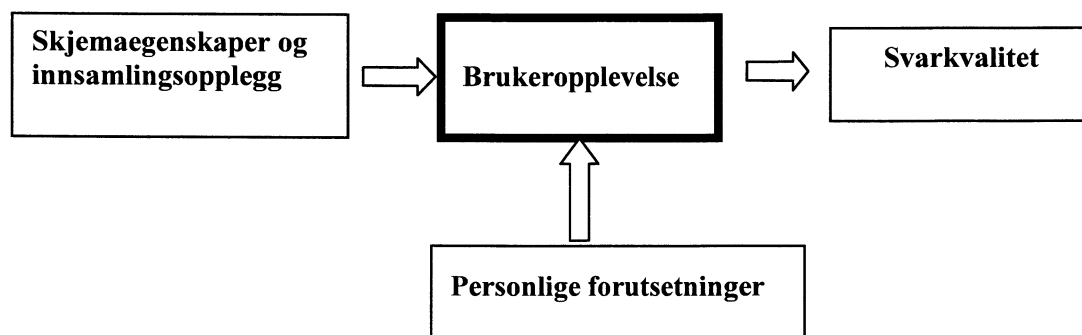 Skjemaegenskaper og
innsamlingsopplegg
Brukeropplevelse
Svarkvalitet
Personlige forutsetninger